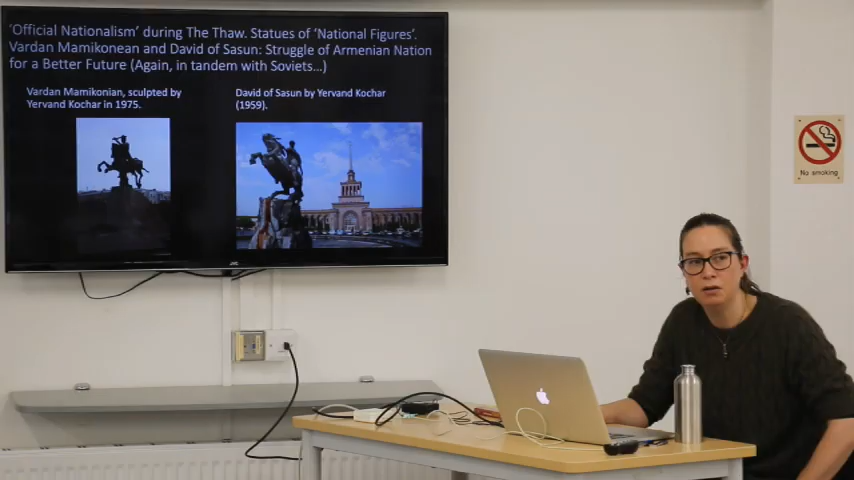 'Official Nationalism' during The Thaw. Statues of 'National Figures'.
Vardan Mamikonean and David of Sasun: Struggle of Armenian Nation
for a Better Future (Again, in tandem with Soviets...)
Vardan Mamikonian, sculpted by
Yervand Kochar in 1975.
David of Sasun by Yervand Kochar
(1959).
JVC
No smoking